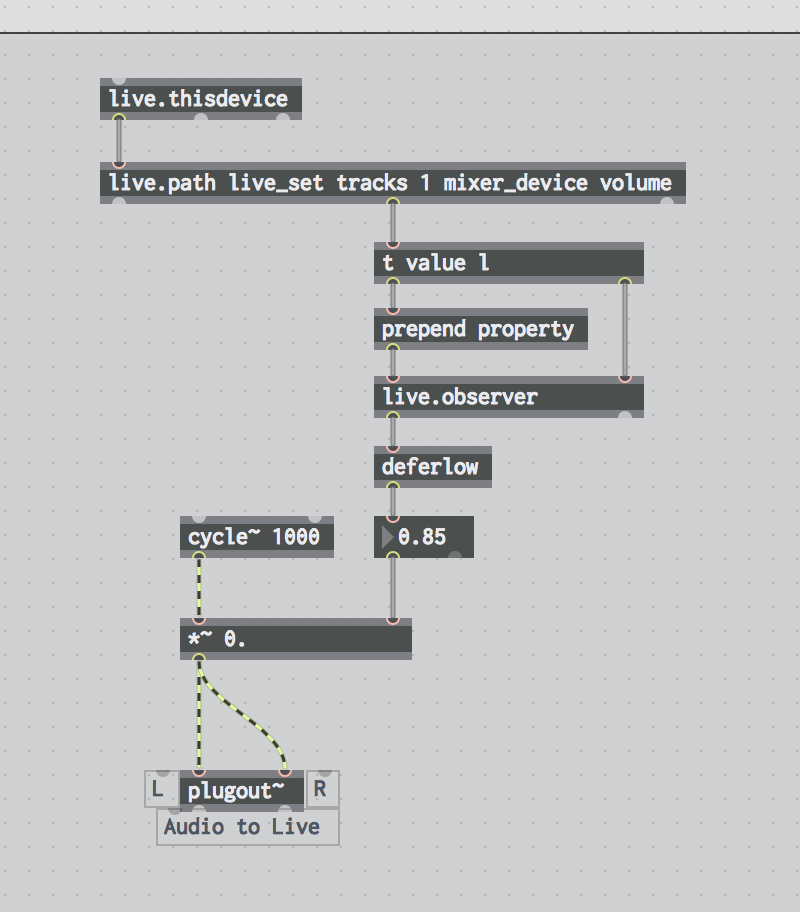 live.thisdevice
live.path live_set tracks 1 mixer_device volume
t value l
prepend property
live.observer
deferlow
cycle~ 1000
0.85
*~ 0.
L
plugout~
R
Audio to Live